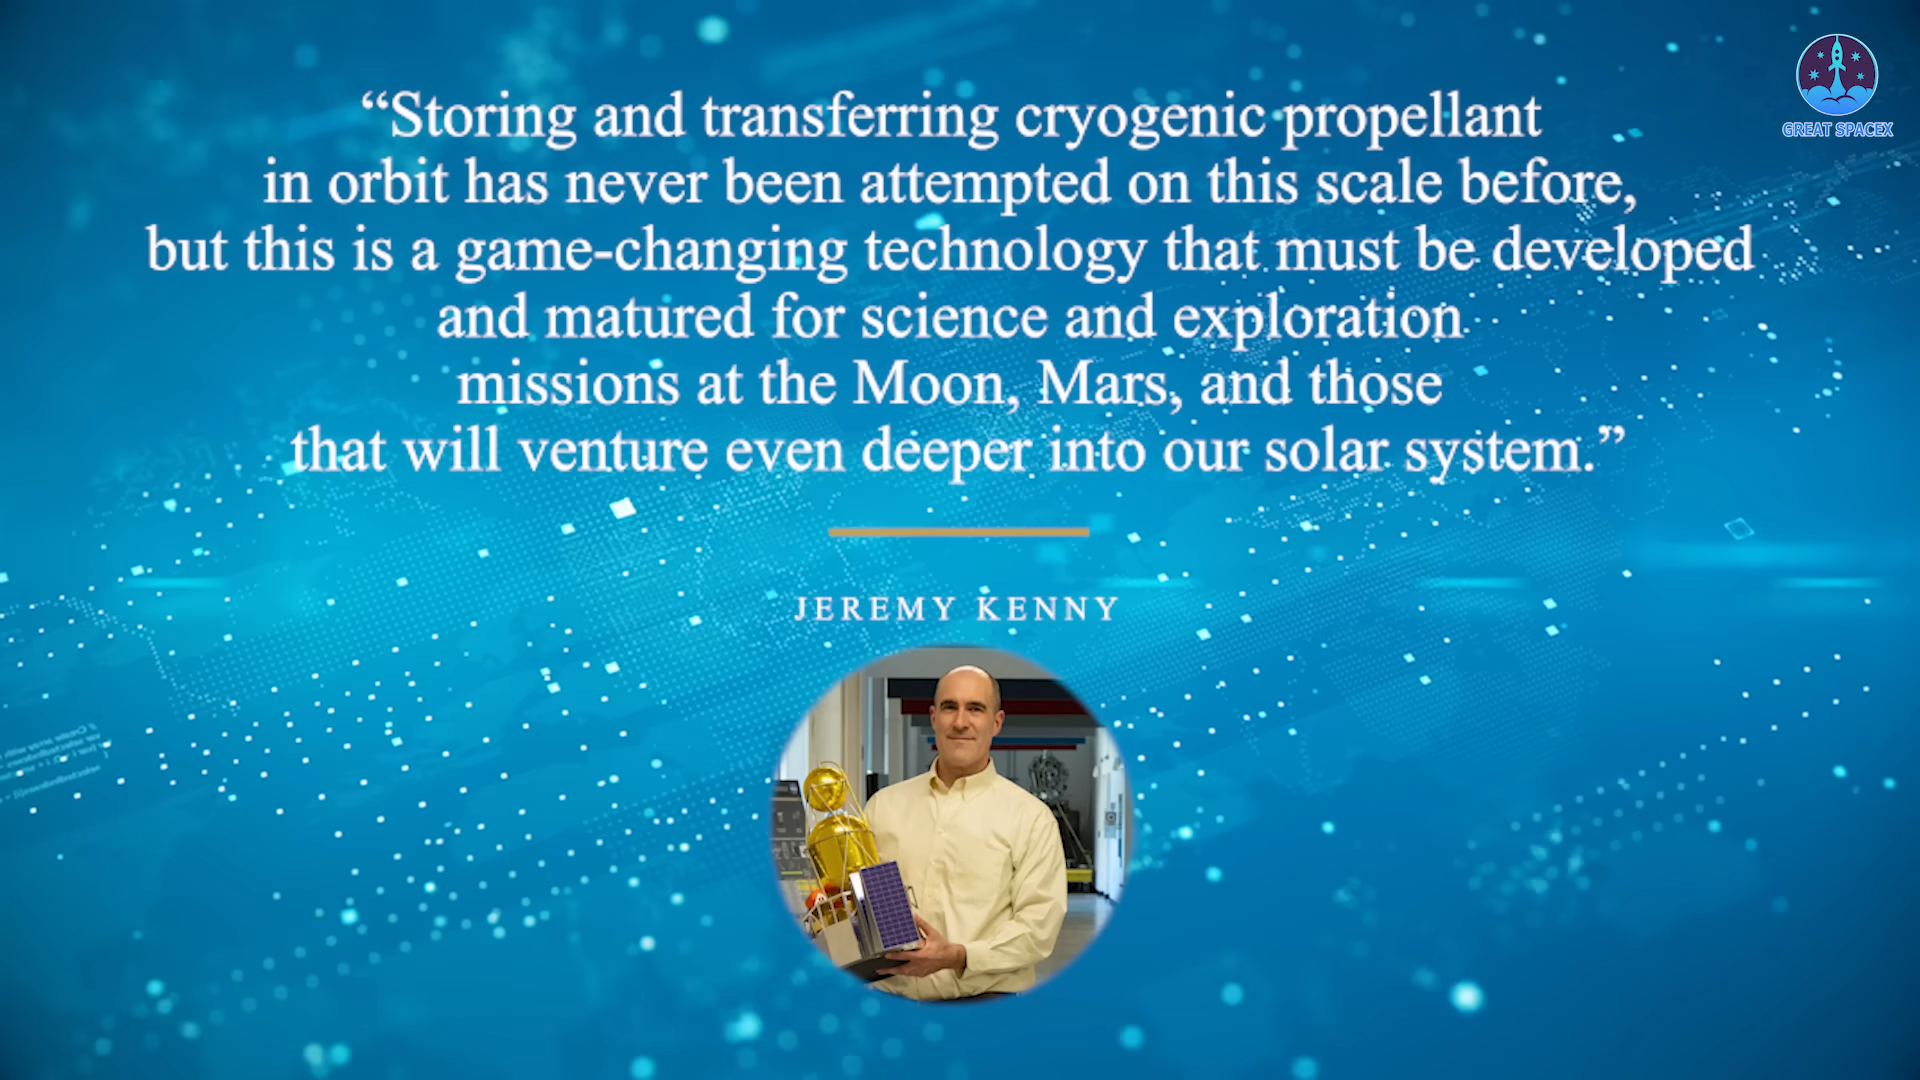 “Storing and transferring cryogenic propellant
in orbit has never been attempted on this scale before,
but this is a game-changing technology that must be developed
and matured for science and exploration
missions at the Moon, Mars, and those
that will venture even deeper into our solar system.”
JEREMY KENNY
GREAT SPACEX